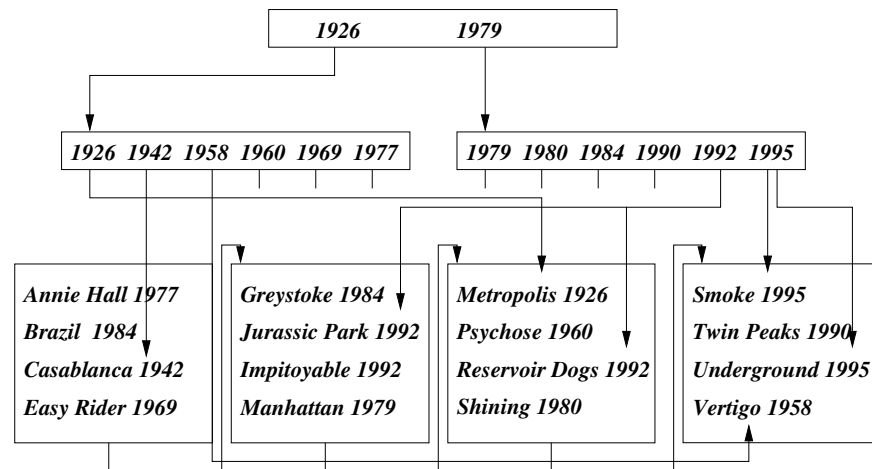 1926 1979
1926 1942 1958 1960 1969 1977
1979 1980 1984 1990 1992 1995
Annie Hall 1977
Brazil 1984
Casablanca 1942
Easy Rider 1969
Greystoke 1984
Jurassic Park 1992
Impitoyable 1992
Manhattan 1979
Metropolis 1926
Psychose 1960
Reservoir Dogs 1992
Shining 1980
Smoke 1995
Twin Peaks 1990
Underground 1995
Vertigo 1958